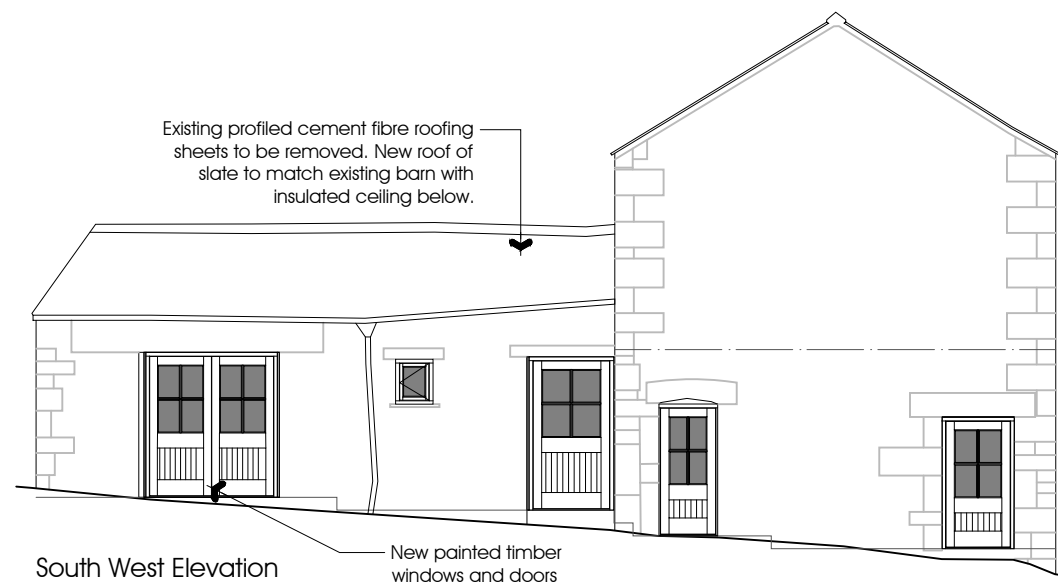 Existing profiled cement fibre roofing
sheets to be removed. New roof of
slate to match existing barn with
insulated ceiling below.
New painted timber
windows and doors
South West Elevation